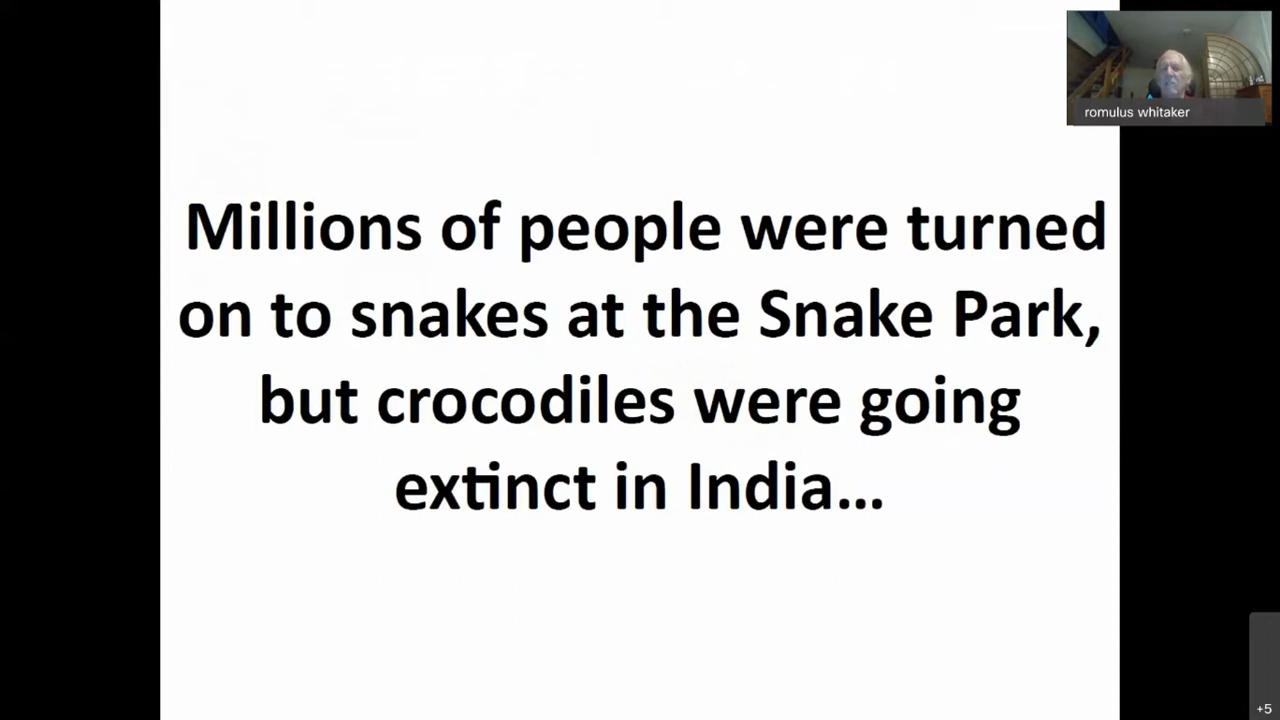 romulus whitaker
Millions of people were turned
on to snakes at the Snake Park,
but crocodiles were going
extinct in India...
+5